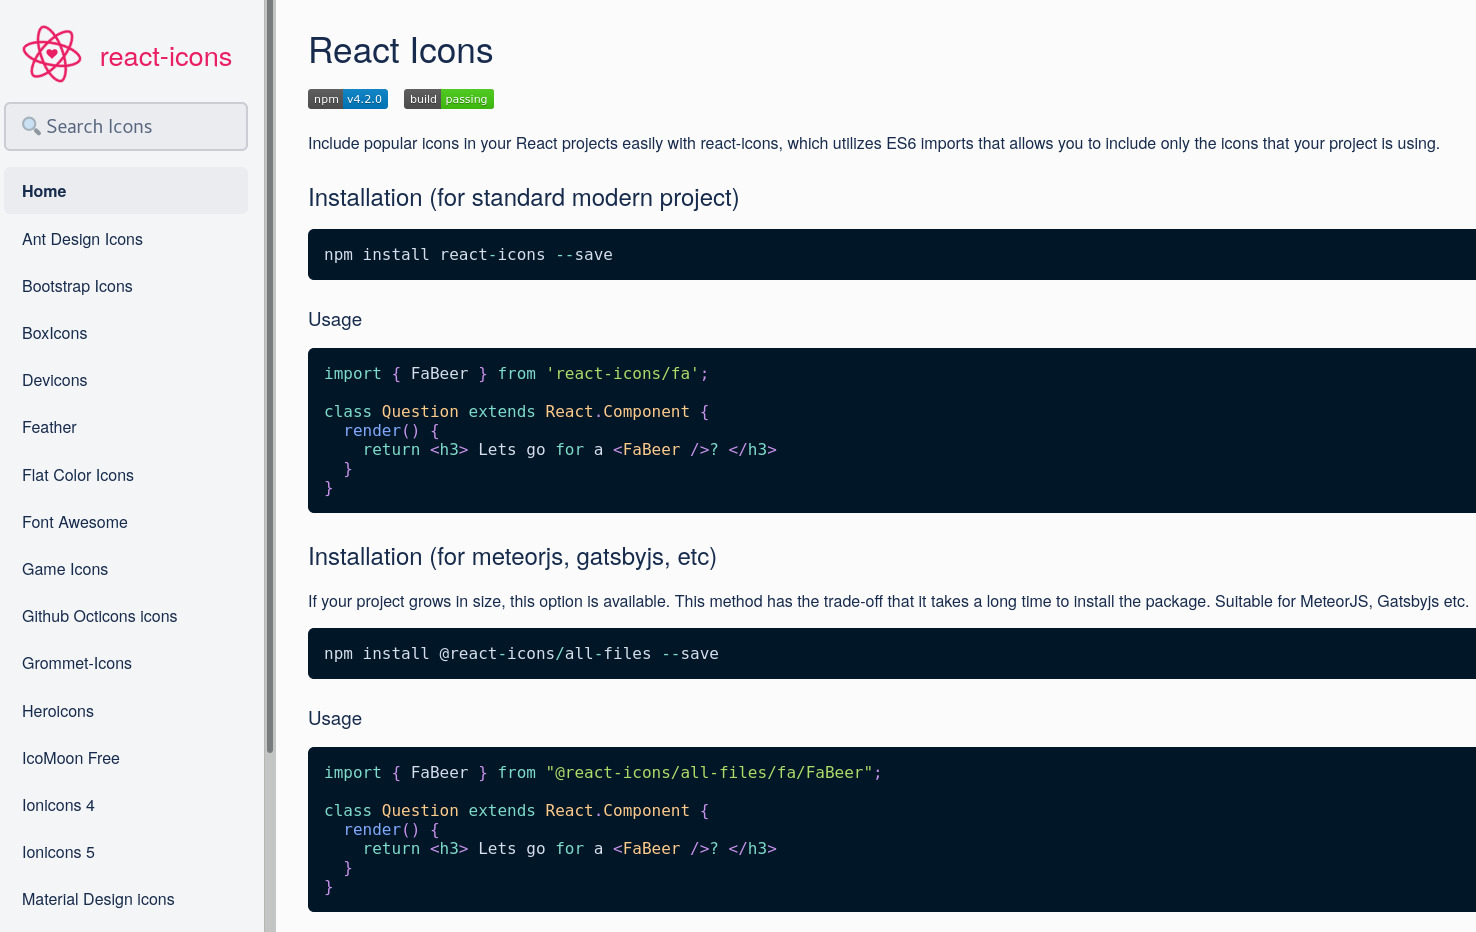 react-icons
Search Icons
Home
Ant Design Icons
Bootstrap Icons
BoxIcons
Devicons
Feather
Flat Color Icons
Font Awesome
Game Icons
Github Octicons icons
Grommet-Icons
Heroicons
IcoMoon Free
Ionicons 4
Ionicons 5
Material Design icons
React Icons
npm v4.2.0 build passing
Include popular icons in your React projects easily with react-icons, which utilizes ES6 imports that allows you to include only the icons that your project is using.
Installation (for standard modern project)
npm install react-icons --save
Usage
import { FaBeer } from 'react-icons/fa';
class Question extends React.Component {
  render() {
    return <h3> Lets go for a <FaBeer />? </h3>
  }
}
Installation (for meteorjs, gatsbyjs, etc)
If your project grows in size, this option is available. This method has the trade-off that it takes a long time to install the package. Suitable for MeteorJS, Gatsbyjs etc.
npm install @react-icons/all-files --save
Usage
import { FaBeer } from "@react-icons/all-files/fa/FaBeer";
class Question extends React.Component {
  render() {
    return <h3> Lets go for a <FaBeer />? </h3>
  }
}